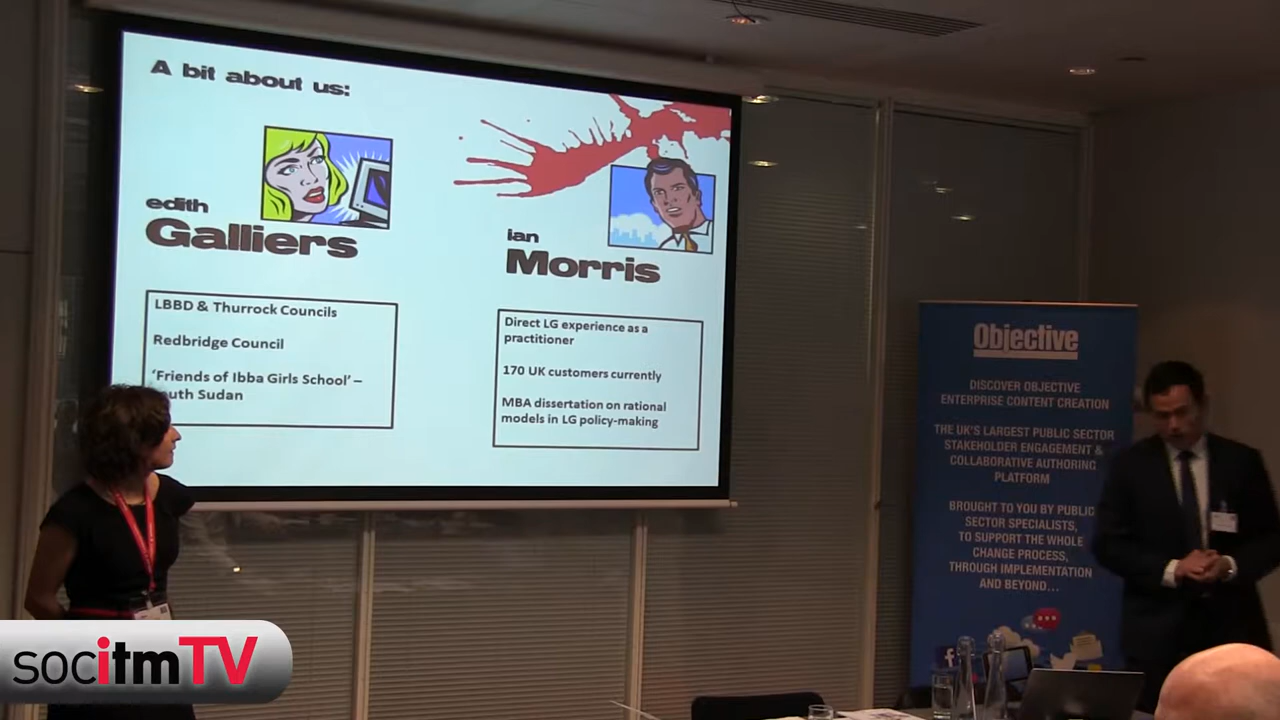 A bit about us:
edith
Galliers
LBBD & Thurrock Councils
Redbridge Council
'Friends of Ibba Girls School' –
uth Sudan
ian
Morris
Direct LG experience as a
practitioner
170 UK customers currently
MBA dissertation on rational
models in LG policy-making
Objective
DISCOVER OBJECTIVE
ENTERPRISE CONTENT CREATION
THE UK'S LARGEST PUBLIC SECTOR
STAKEHOLDER ENGAGEMENT &
COLLABORATIVE AUTHORING
PLATFORM
BROUGHT TO YOU BY PUBLIC
SECTOR SPECIALISTS,
TO SUPPORT THE WHOLE
CHANGE PROCESS,
THROUGH IMPLEMENTATION
AND BEYOND...
socitmTV